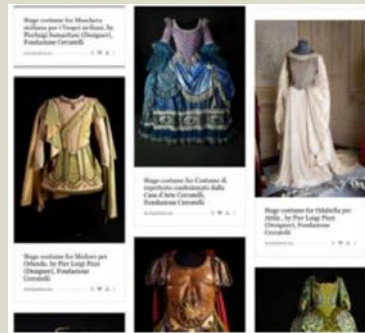 Stage costume for Maschera
siciliana per i Vespri siciliani, by
Pierluigi Samaritani (Designer),
Fondazione Cerratelli
Stage costume for Costume di
repertorio confezionato dalla
Casa d'Arte Cerratelli,
Fondazione Cerratelli
Stage costume for Odabella per
Attila , by Pier Luigi Pizzi
(Designer), Fondazione
Cerratelli
Stage costume for Medoro per
Orlando, by Pier Luigi Pizzi
(Designer), Fondazione
Cerratelli